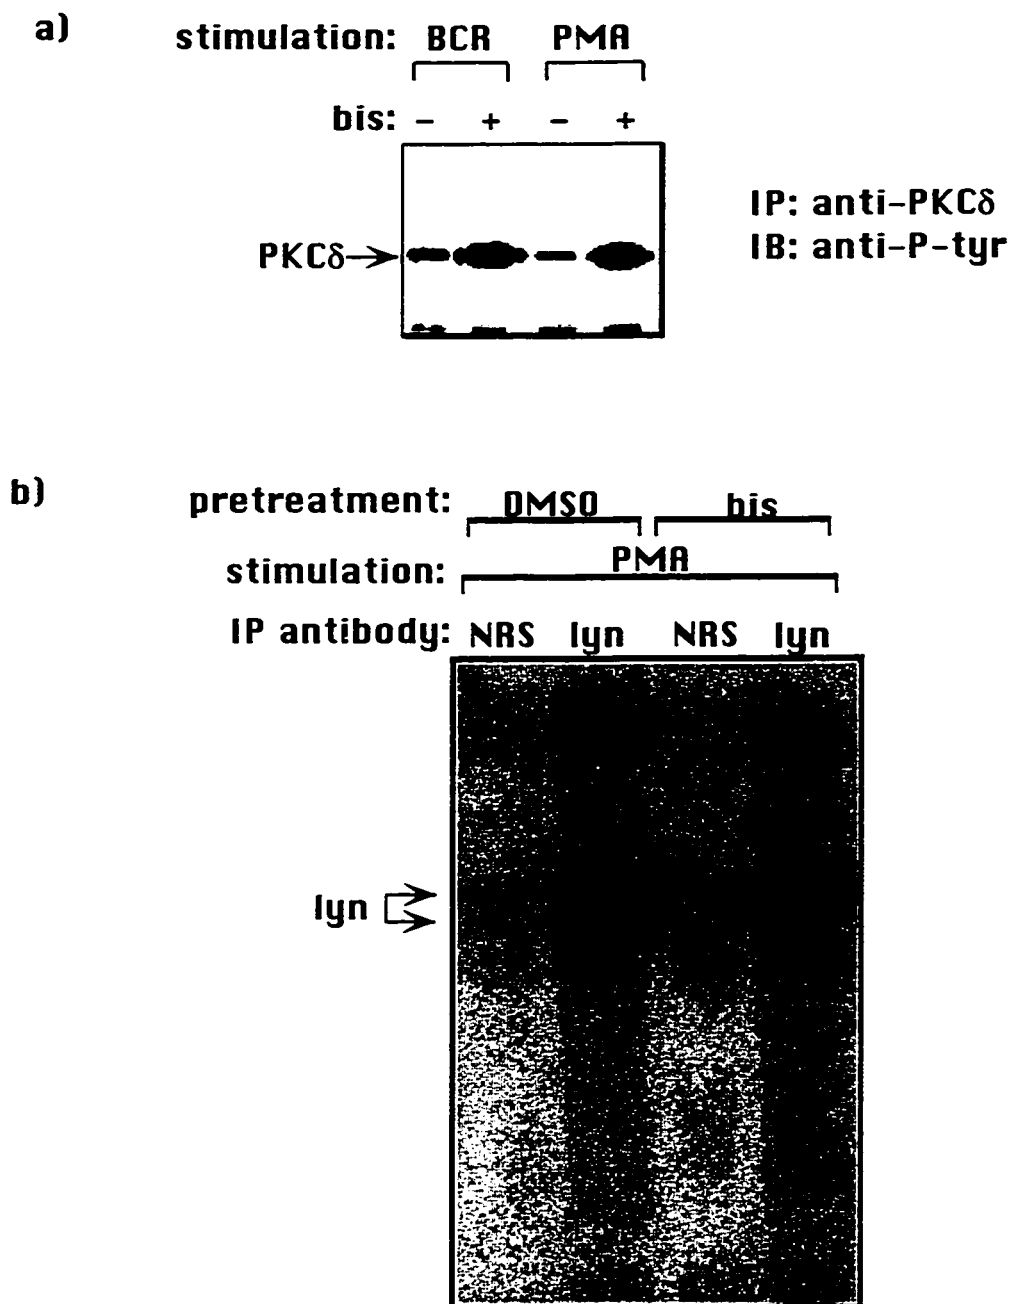 a)
stimulation: BCR PMA
bis: - + - +
IP: anti-PKCδ
IB: anti-P-tyr
PKCδ
b)
pretreatment: DMSO bis
stimulation: PMA
IP antibody: NRS lyn NRS lyn
lyn